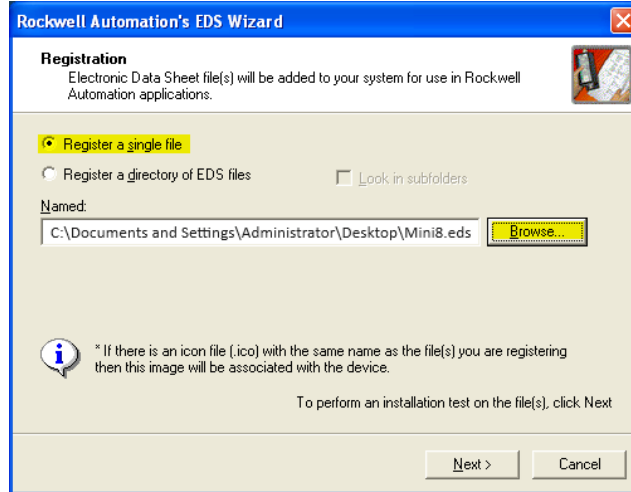 Rockwell Automation's EDS Wizard
Registration
Electronic Data Sheet file(s) will be added to your system for use in Rockwell
Automation applications.
Register a single file
Register a directory of EDS files
Look in subfolders
Named:
C:\Documents and Settings\Administrator\Desktop\Mini8.eds
Browse...
* If there is an icon file (.ico) with the same name as the file(s) you are registering
then this image will be associated with the device.
To perform an installation test on the file(s), click Next
Next >
Cancel